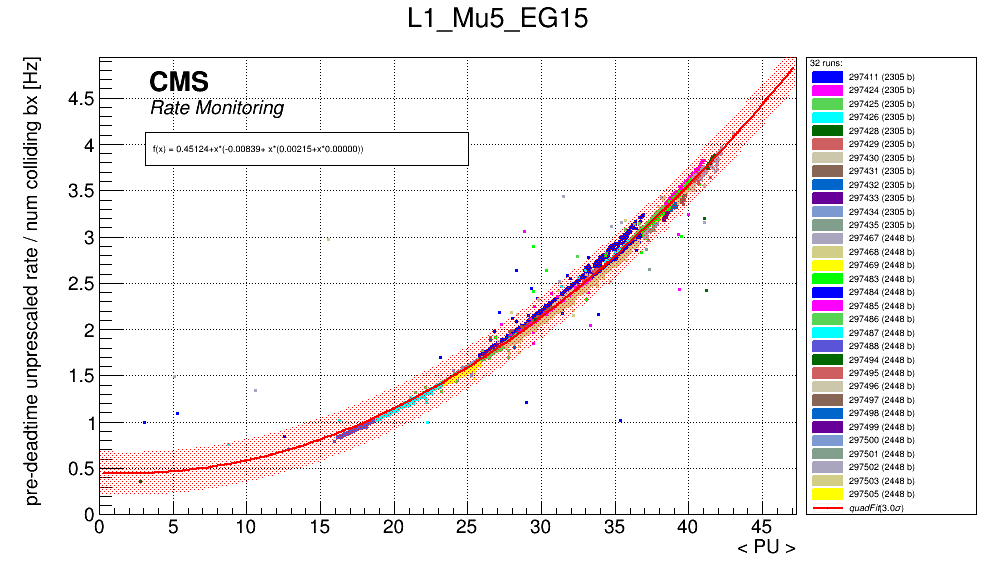 L1_Mu5_EG15
pre-deadtime unprescaled rate / num colliding bx [Hz]
CMS
Rate Monitoring
f(x) = 0.45124+x*(-0.00839+ x*(0.00215+x*0.00000))
4.5
4
3.5
3
2.5
2
1.5
1
0.5
0
0 5 10 15 20 25 30 35 40 45
< PU >
32 runs:
297411 (2305 b)
297424 (2305 b)
297425 (2305 b)
297426 (2305 b)
297428 (2305 b)
297429 (2305 b)
297430 (2305 b)
297431 (2305 b)
297432 (2305 b)
297433 (2305 b)
297434 (2305 b)
297435 (2305 b)
297467 (2448 b)
297468 (2448 b)
297469 (2448 b)
297483 (2448 b)
297484 (2448 b)
297485 (2448 b)
297486 (2448 b)
297487 (2448 b)
297488 (2448 b)
297494 (2448 b)
297495 (2448 b)
297496 (2448 b)
297497 (2448 b)
297498 (2448 b)
297499 (2448 b)
297500 (2448 b)
297501 (2448 b)
297502 (2448 b)
297503 (2448 b)
297505 (2448 b)
quadFit(3.0σ)